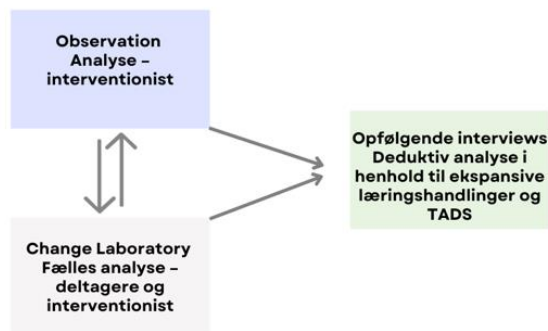 Observation
Analyse –
interventionist
Opfølgende interviews
Deduktiv analyse i
henhold til ekspansive
læringshandlinger og
TADS
Change Laboratory
Fælles analyse –
deltagere og
interventionist